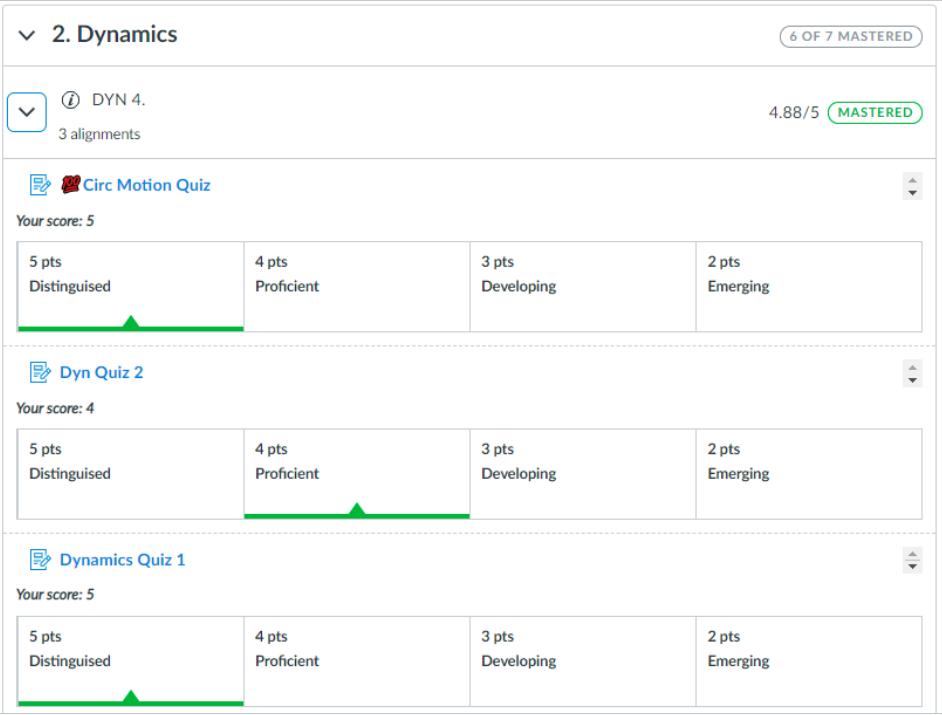 2. Dynamics
6 OF 7 MASTERED
DYN 4.
3 alignments
4.88/5 MASTERED
💯Circ Motion Quiz
Your score: 5
5 pts 4 pts 3 pts 2 pts
Distinguised Proficient Developing Emerging
Dyn Quiz 2
Your score: 4
5 pts 4 pts 3 pts 2 pts
Distinguised Proficient Developing Emerging
Dynamics Quiz 1
Your score: 5
5 pts 4 pts 3 pts 2 pts
Distinguised Proficient Developing Emerging